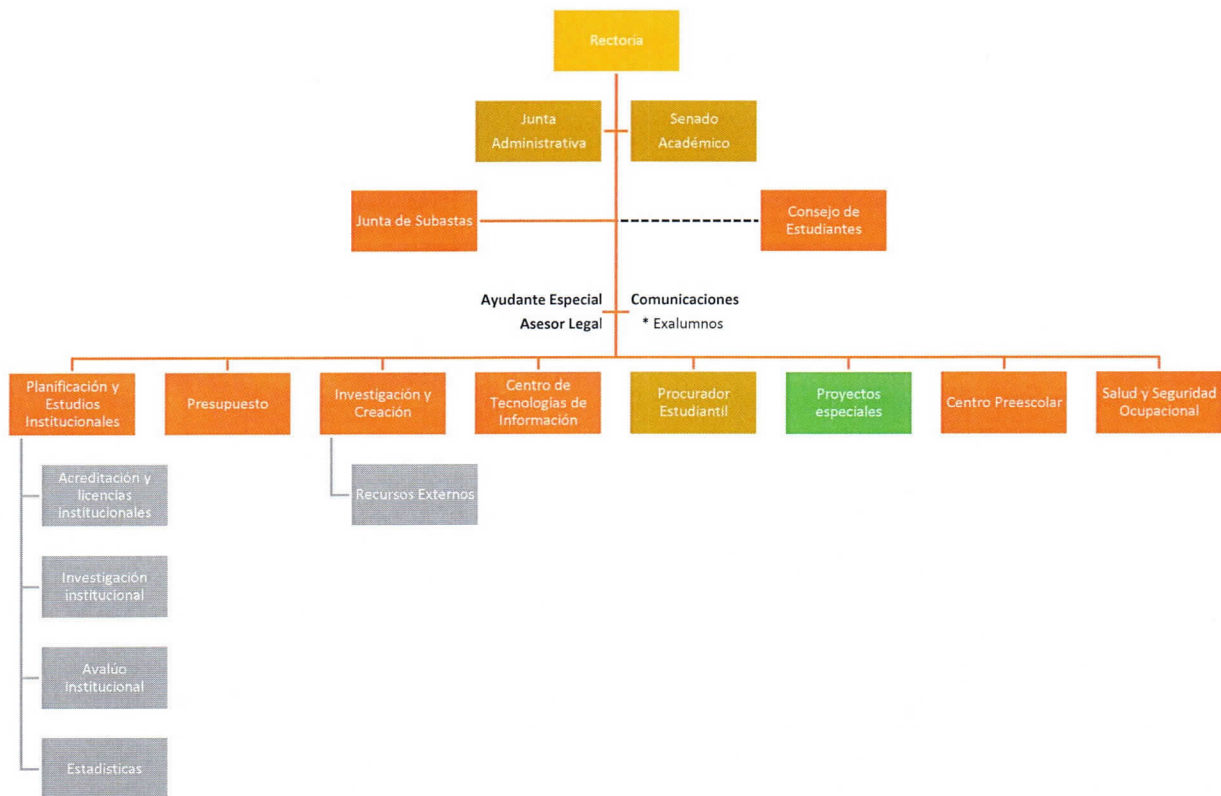 Rectoría
Junta
Administrativa
Senado
Académico
Junta de Subastas
Consejo de
Estudiantes
Ayudante Especial
Asesor Legal
Comunicaciones
* Exalumnos
Planificación y
Estudios
Institucionales
Presupuesto
Investigación y
Creación
Centro de
Tecnologías de
Información
Procurador
Estudiantil
Proyectos
especiales
Centro Preescolar
Salud y Seguridad
Ocupacional
Acreditación y
licencias
institucionales
Recursos Externos
Investigación
institucional
Avalúo
institucional
Estadísticas